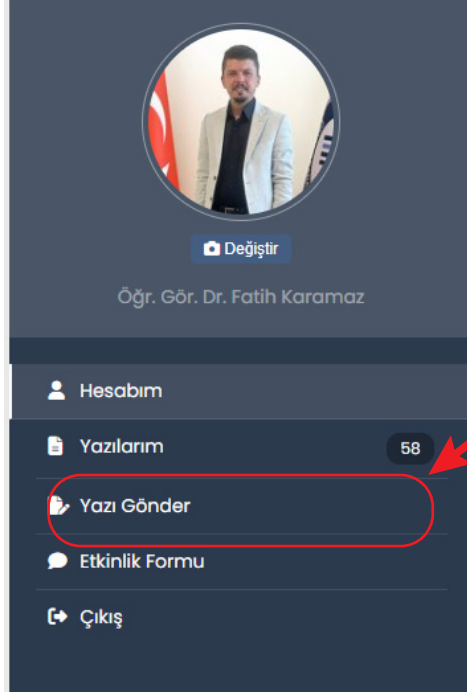 Değiştir
Öğr. Gör. Dr. Fatih Karamaz
Hesabım
Yazılarım 58
Yazı Gönder
Etkinlik Formu
Çıkış